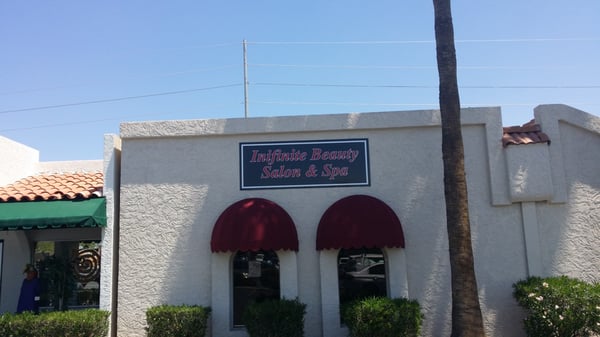 Inifinite Beauty
Salon & Spa